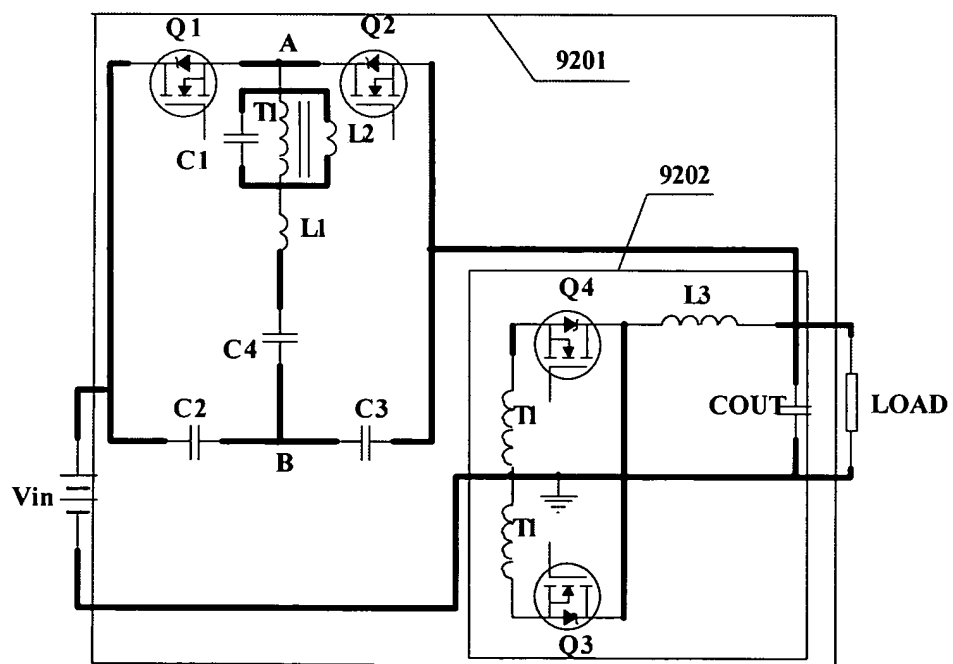 Q1
A
Q2
9201
T1
L2
C1
9202
L1
Q4
L3
C4
C2
C3
T1
COUT
LOAD
B
Vin
T1
Q3